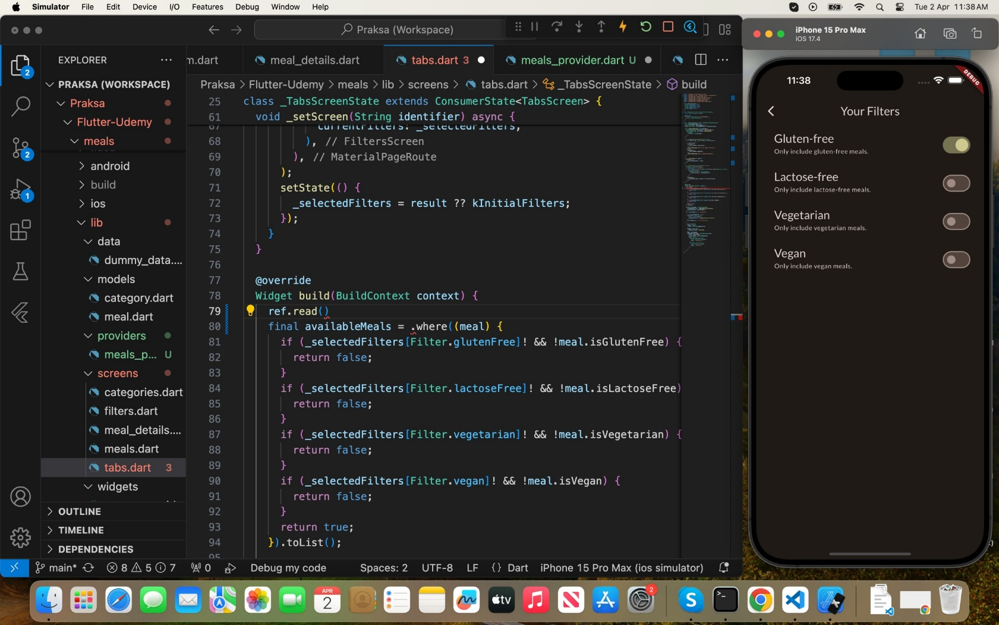 Simulator File Edit Device I/O Features Debug Window Help Tue 2 Apr 11:38 AM
Praksa (Workspace)
iPhone 15 Pro Max
iOS 17.4
EXPLORER
2
PRAKSA (WORKSPACE)
Praksa
Flutter-Udemy
meals
2
android
build
1
ios
lib
data
dummy_data....
models
category.dart
meal.dart
providers
meals_p... U
screens
categories.dart
filters.dart
meal_details....
meals.dart
tabs.dart 3
widgets
OUTLINE
TIMELINE
DEPENDENCIES
m.dart meal_details.dart tabs.dart 3 meals_provider.dart U
Praksa > Flutter-Udemy > meals > lib > screens > tabs.dart > _TabsScreenState > build
25 class _TabsScreenState extends ConsumerState<TabsScreen> {
61 void _setScreen(String identifier) async {
67 currentFilters: _selectedFilters,
68 ), // FiltersScreen
69 ), // MaterialPageRoute
70 );
71 setState(() {
72 _selectedFilters = result ?? kInitialFilters;
73 });
74 }
75 }
76
77 @override
78 Widget build(BuildContext context) {
79 ref.read()
80 final availableMeals = .where((meal) {
81 if (_selectedFilters[Filter.glutenFree]! && !meal.isGlutenFree) {
82 return false;
83 }
84 if (_selectedFilters[Filter.lactoseFree]! && !meal.isLactoseFree)
85 return false;
86 }
87 if (_selectedFilters[Filter.vegetarian]! && !meal.isVegetarian) {
88 return false;
89 }
90 if (_selectedFilters[Filter.vegan]! && !meal.isVegan) {
91 return false;
92 }
93 return true;
94 }).toList();
95
main* 8 5 7 0 Debug my code Spaces: 2 UTF-8 LF {} Dart iPhone 15 Pro Max (ios simulator)
11:38
DEBUG
Your Filters
Gluten-free
Only include gluten-free meals.
Lactose-free
Only include lactose-free meals.
Vegetarian
Only include vegetarian meals.
Vegan
Only include vegan meals.
APR
2
tv
2